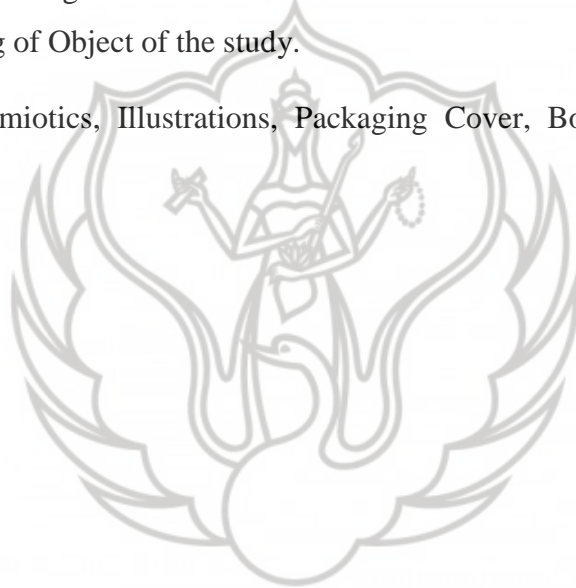 g of Object of the study.
miotics, Illustrations, Packaging Cover, Bo